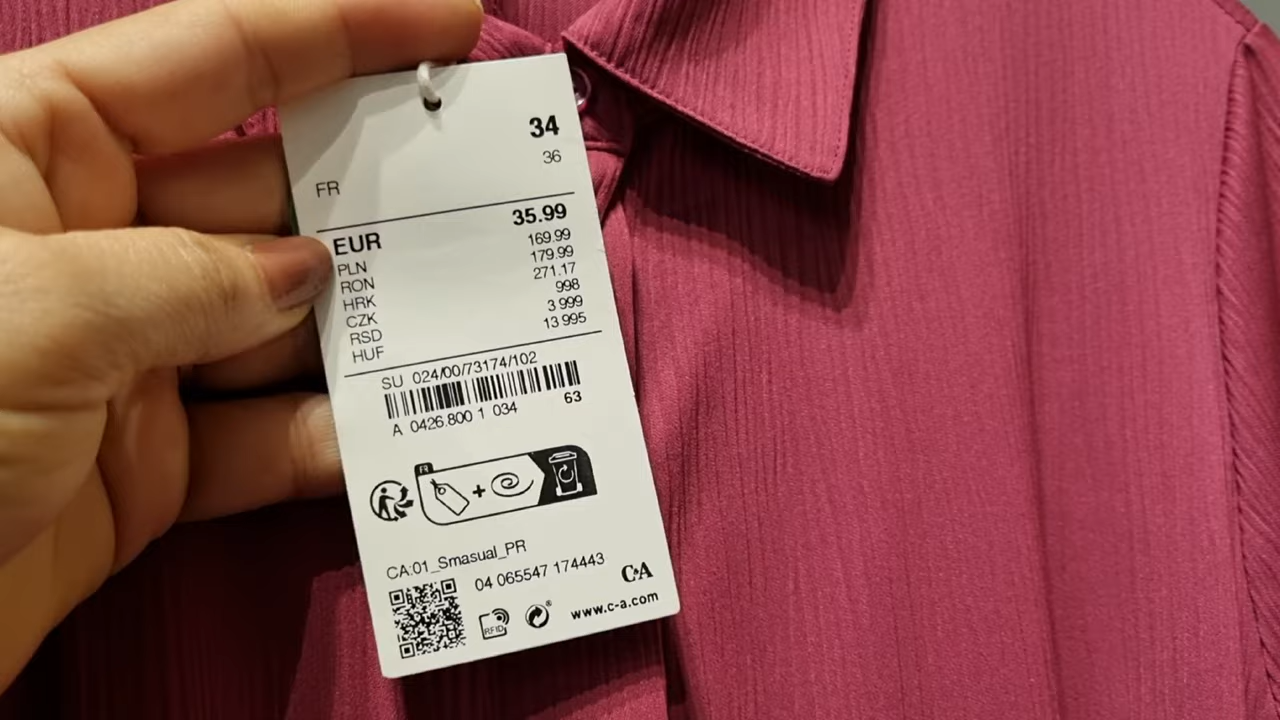 34
36
FR
EUR 35.99
PLN 169.99
RON 179.99
HRK 271.17
CZK 998
RSD 3 999
HUF 13 995
SU 024/00/73174/102
63
A 0426.800 1 034
FR
+
CA:01_Smasual_PR
04 065547 174443
C&A
RFID
®
www.c-a.com